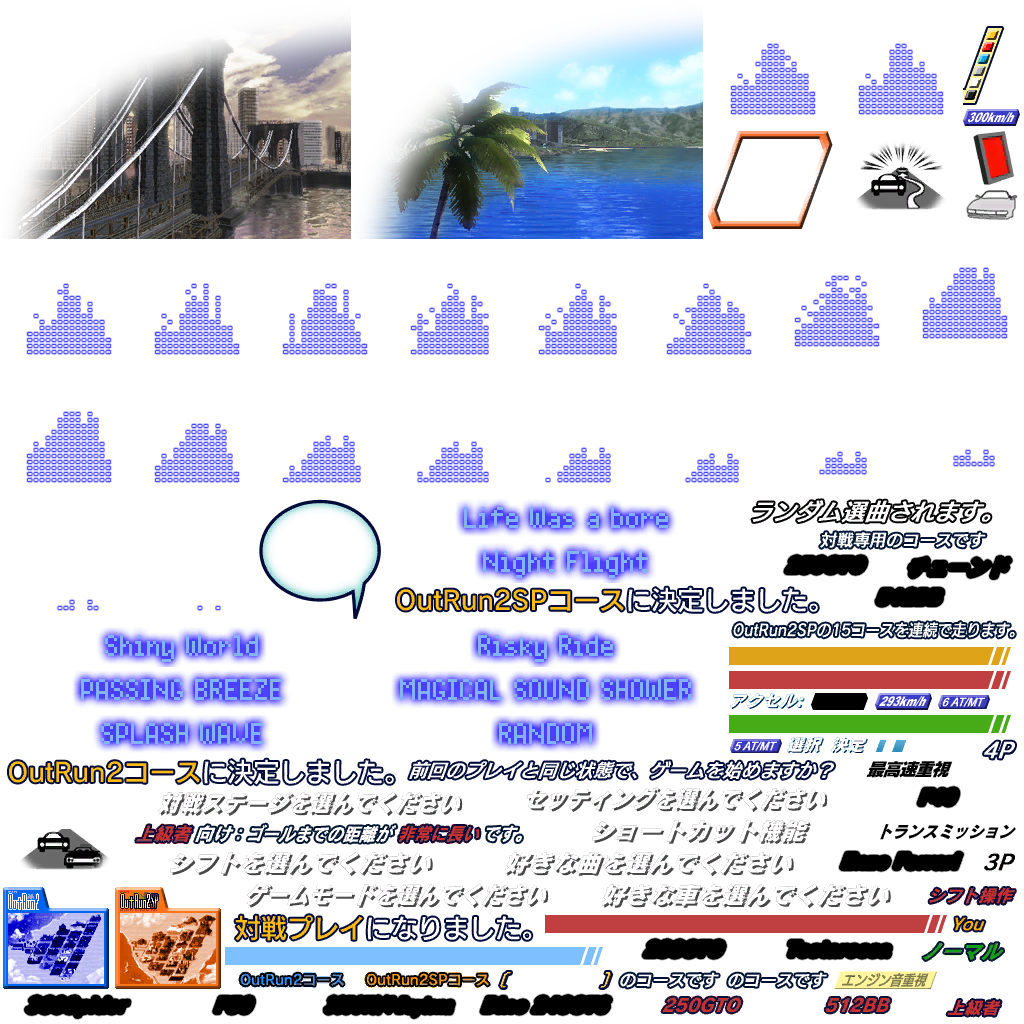 300km/h
Life Was a bore
ランダム選曲されます。
対戦専用のコースです
Night Flight
チューンド
OutRun2SPコースに決定しました。
512BB
Shiny World
Risky Ride
OutRun2SPの15コースを連続で走ります。
PASSING BREEZE
MAGICAL SOUND SHOWER
アクセル:
293km/h
6 AT/MT
SPLASH WAVE
RANDOM
5 AT/MT
選択
決定
4P
OutRun2コースに決定しました。
前回のプレイと同じ状態で、ゲームを始めますか？
最高速重視
対戦ステージを選んでください
セッティングを選んでください
F40
上級者 向け：ゴールまでの距離が 非常に長い です。
ショートカット機能
トランスミッション
シフトを選んでください
好きな曲を選んでください
3P
OutRun2
OutRun2SP
ゲームモードを選んでください
好きな車を選んでください
シフト操作
対戦プレイになりました。
You
Testarossa
ノーマル
OutRun2コース
OutRun2SPコース
〔
〕
のコースです
のコースです
エンジン音重視
360Spider
F50
Dino 246GTS
250GTO
512BB
上級者